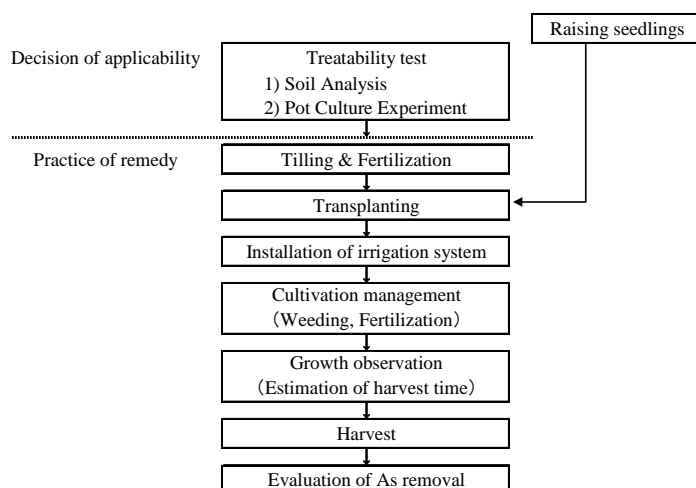 Raising seedlings
Decision of applicability
Treatability test
1) Soil Analysis
2) Pot Culture Experiment
Practice of remedy
Tilling & Fertilization
Transplanting
Installation of irrigation system
Cultivation management
（Weeding, Fertilization）
Growth observation
（Estimation of harvest time）
Harvest
Evaluation of As removal